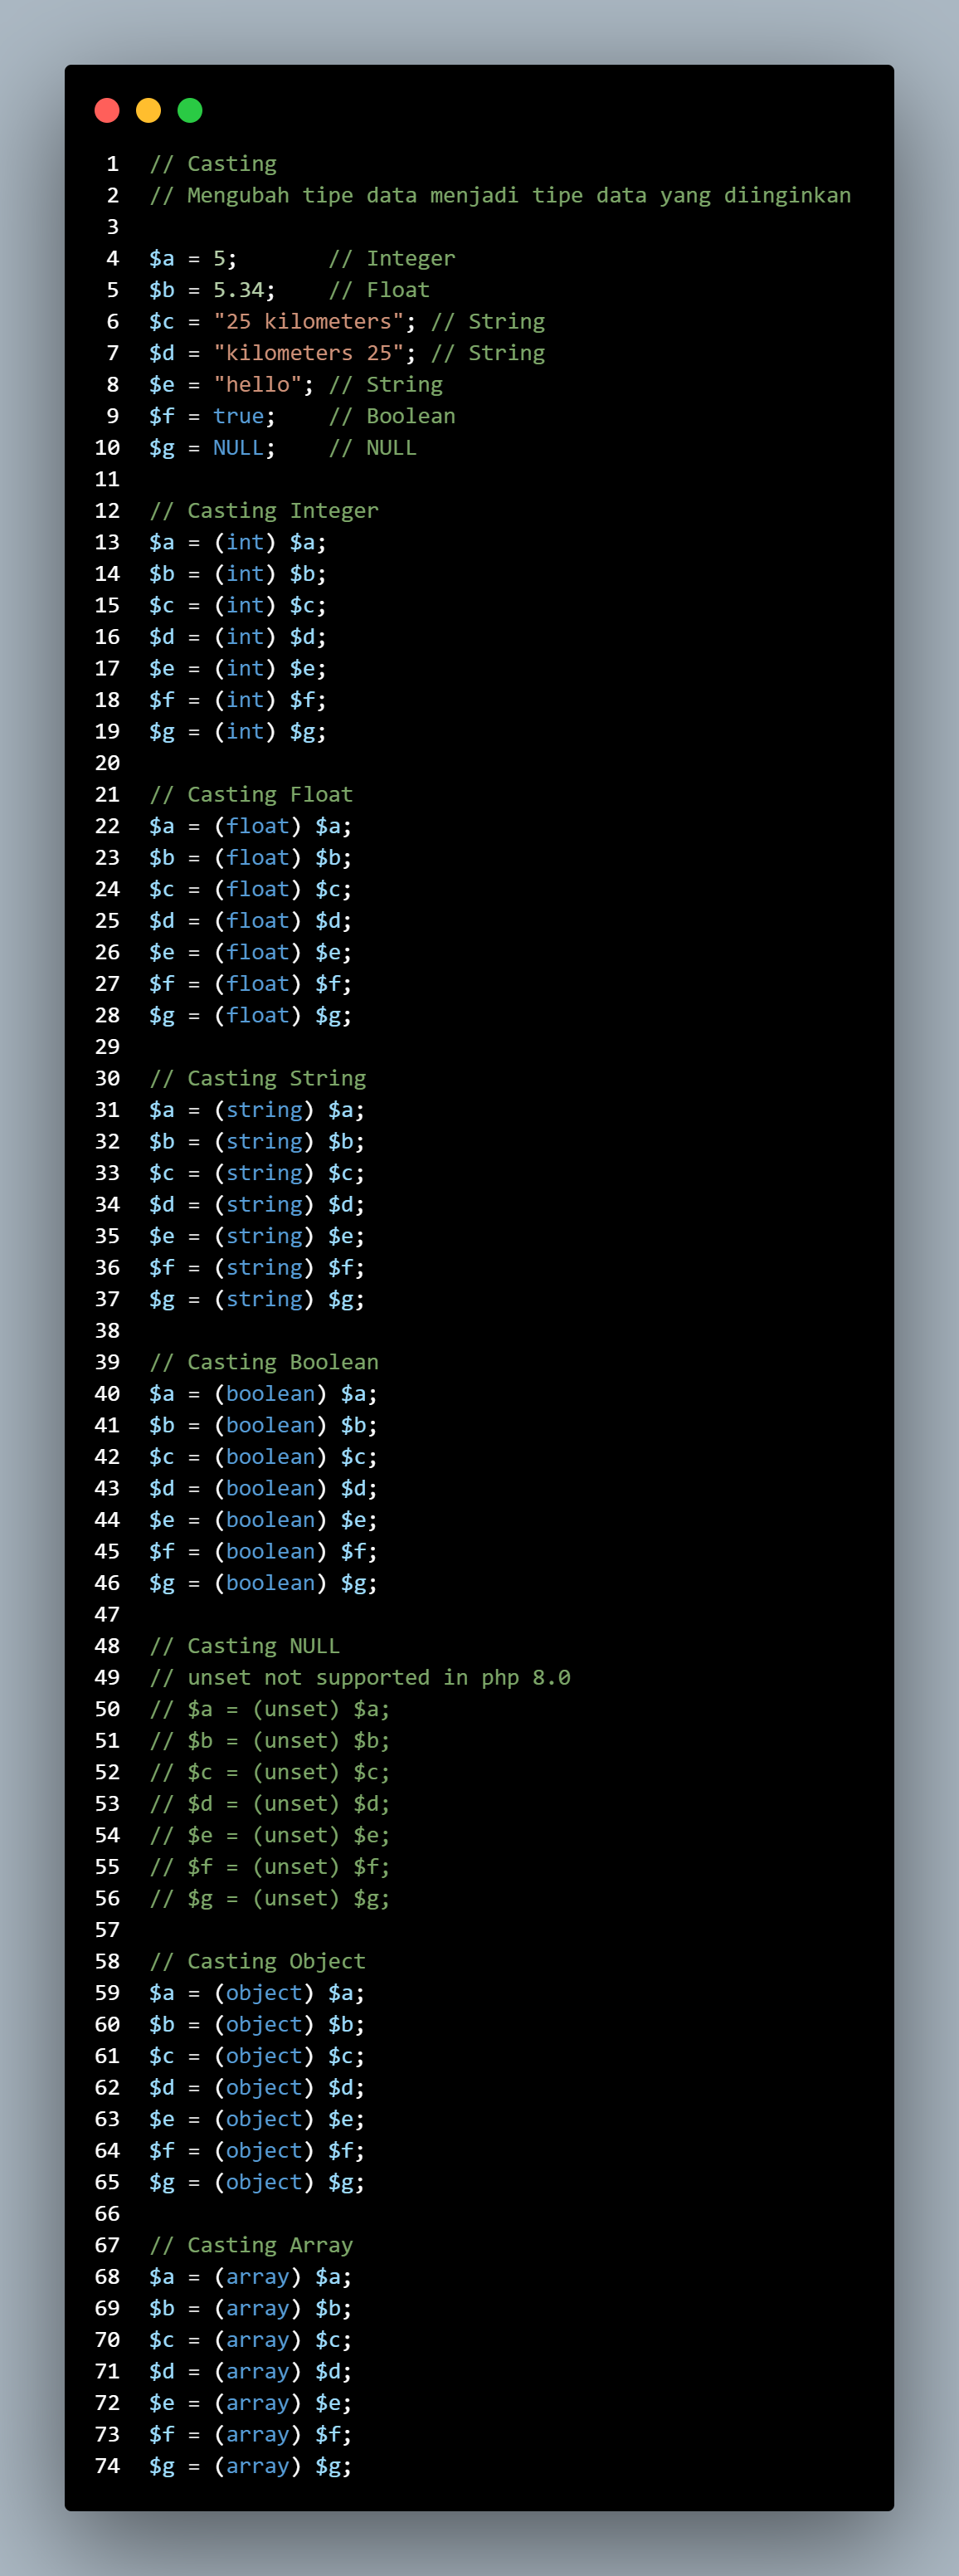 1 // Casting
2 // Mengubah tipe data menjadi tipe data yang diinginkan
3
4 $a = 5;       // Integer
5 $b = 5.34;    // Float
6 $c = "25 kilometers"; // String
7 $d = "kilometers 25"; // String
8 $e = "hello"; // String
9 $f = true;    // Boolean
10 $g = NULL;    // NULL
11
12 // Casting Integer
13 $a = (int) $a;
14 $b = (int) $b;
15 $c = (int) $c;
16 $d = (int) $d;
17 $e = (int) $e;
18 $f = (int) $f;
19 $g = (int) $g;
20
21 // Casting Float
22 $a = (float) $a;
23 $b = (float) $b;
24 $c = (float) $c;
25 $d = (float) $d;
26 $e = (float) $e;
27 $f = (float) $f;
28 $g = (float) $g;
29
30 // Casting String
31 $a = (string) $a;
32 $b = (string) $b;
33 $c = (string) $c;
34 $d = (string) $d;
35 $e = (string) $e;
36 $f = (string) $f;
37 $g = (string) $g;
38
39 // Casting Boolean
40 $a = (boolean) $a;
41 $b = (boolean) $b;
42 $c = (boolean) $c;
43 $d = (boolean) $d;
44 $e = (boolean) $e;
45 $f = (boolean) $f;
46 $g = (boolean) $g;
47
48 // Casting NULL
49 // unset not supported in php 8.0
50 // $a = (unset) $a;
51 // $b = (unset) $b;
52 // $c = (unset) $c;
53 // $d = (unset) $d;
54 // $e = (unset) $e;
55 // $f = (unset) $f;
56 // $g = (unset) $g;
57
58 // Casting Object
59 $a = (object) $a;
60 $b = (object) $b;
61 $c = (object) $c;
62 $d = (object) $d;
63 $e = (object) $e;
64 $f = (object) $f;
65 $g = (object) $g;
66
67 // Casting Array
68 $a = (array) $a;
69 $b = (array) $b;
70 $c = (array) $c;
71 $d = (array) $d;
72 $e = (array) $e;
73 $f = (array) $f;
74 $g = (array) $g;